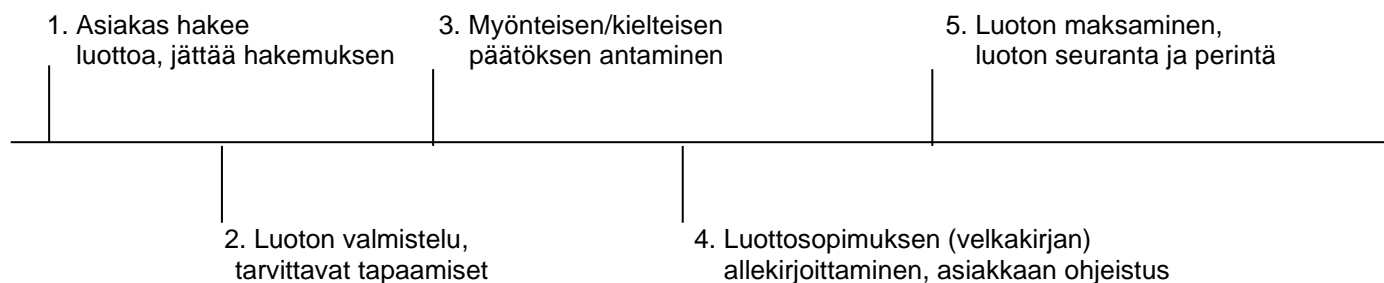 1. Asiakas hakee
luottoa, jättää hakemuksen
2. Luoton valmistelu,
tarvittavat tapaamiset
3. Myönteisen/kielteisen
päätöksen antaminen
4. Luottosopimuksen (velkakirjan)
allekirjoittaminen, asiakkaan ohjeistus
5. Luoton maksaminen,
luoton seuranta ja perintä